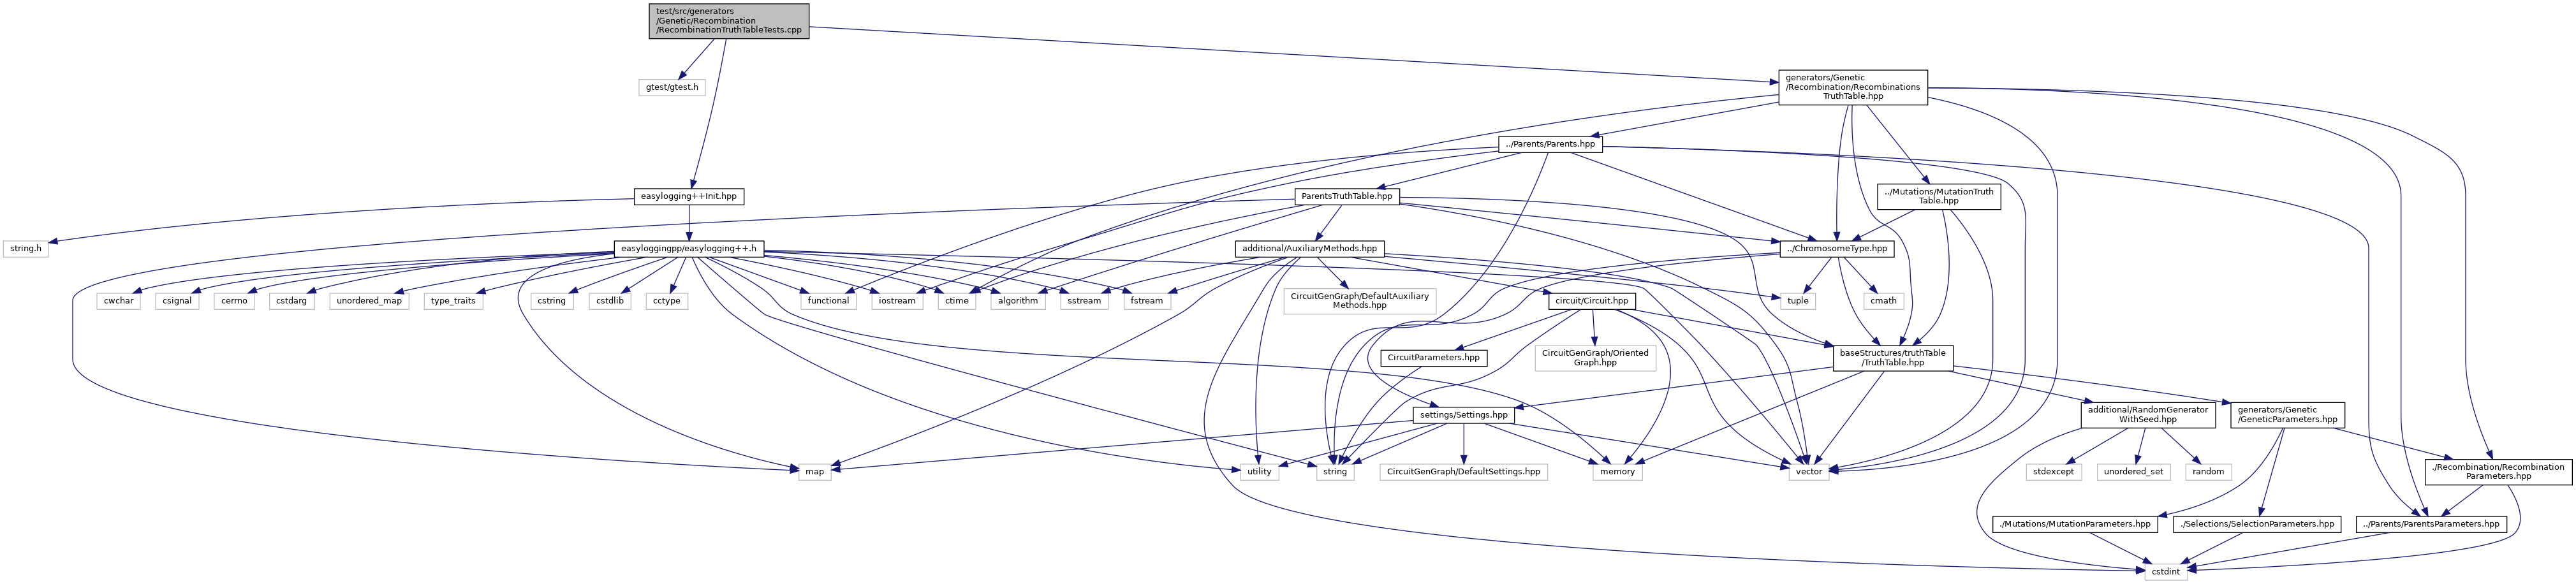 test/src/generators
/Genetic/Recombination
/RecombinationTruthTableTests.cpp
gtest/gtest.h
generators/Genetic
/Recombination/Recombinations
TruthTable.hpp
../Parents/Parents.hpp
easylogging++Init.hpp
ParentsTruthTable.hpp
../Mutations/MutationTruth
Table.hpp
string.h
easyloggingpp/easylogging++.h
additional/AuxiliaryMethods.hpp
../ChromosomeType.hpp
cwchar
csignal
cerrno
cstdarg
unordered_map
type_traits
cstring
cstdlib
cctype
functional
iostream
ctime
algorithm
sstream
fstream
CircuitGenGraph/DefaultAuxiliary
Methods.hpp
circuit/Circuit.hpp
tuple
cmath
CircuitParameters.hpp
CircuitGenGraph/Oriented
Graph.hpp
baseStructures/truthTable
/TruthTable.hpp
settings/Settings.hpp
additional/RandomGenerator
WithSeed.hpp
generators/Genetic
/GeneticParameters.hpp
map
utility
string
CircuitGenGraph/DefaultSettings.hpp
memory
vector
stdexcept
unordered_set
random
./Recombination/Recombination
Parameters.hpp
./Mutations/MutationParameters.hpp
./Selections/SelectionParameters.hpp
../Parents/ParentsParameters.hpp
cstdint